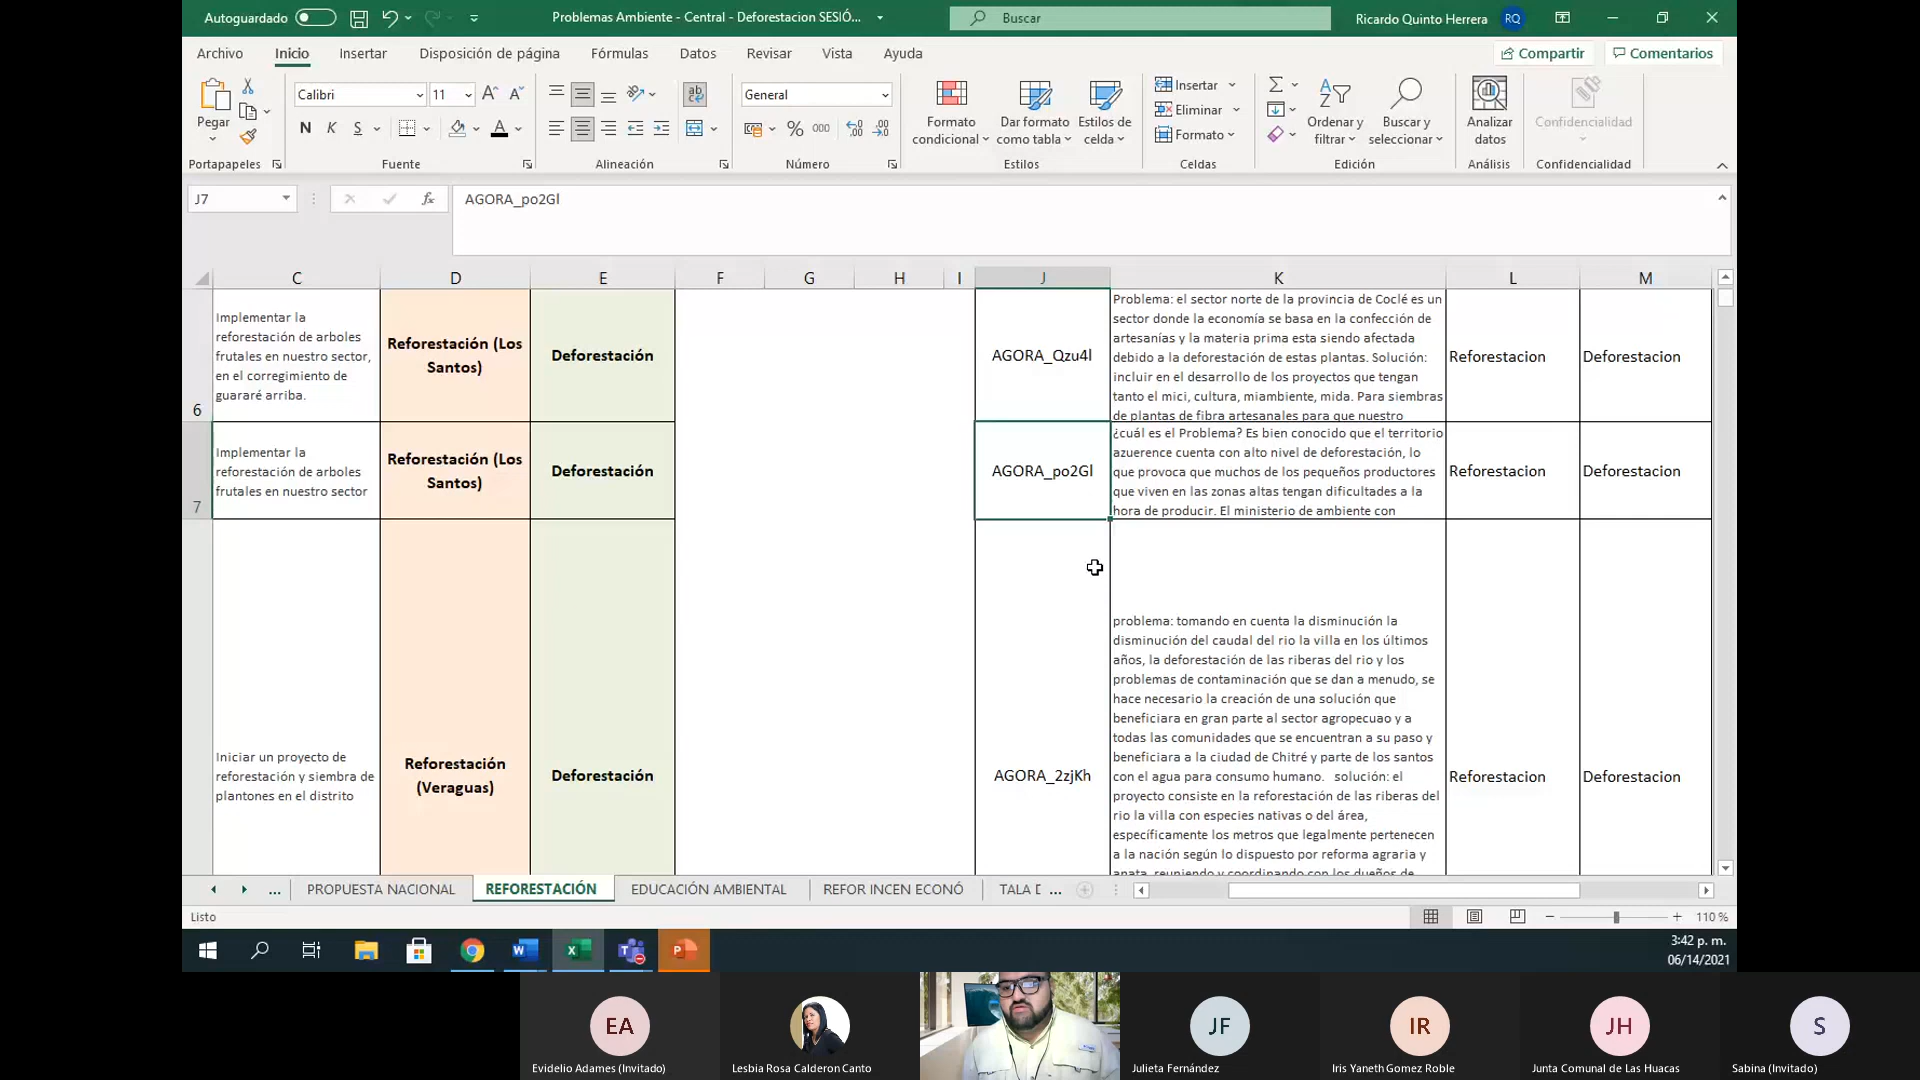 Autoguardado
Problemas Ambiente - Central - Deforestacion SESIÓ...
Buscar
Ricardo Quinto Herrera
RQ
Archivo
Inicio
Insertar
Disposición de página
Fórmulas
Datos
Revisar
Vista
Ayuda
Compartir
Comentarios
Pegar
Portapapeles
Calibri
11
N K S
Fuente
Alineación
General
% 000
Número
Formato condicional
Dar formato como tabla
Estilos de celda
Estilos
Insertar
Eliminar
Formato
Celdas
Ordenar y filtrar
Buscar y seleccionar
Edición
Analizar datos
Análisis
Confidencialidad
Confidencialidad
J7
fx
AGORA_po2Gl
C D E F G H I J K L M
6
Implementar la
reforestación de arboles
frutales en nuestro sector,
en el corregimiento de
guararé arriba.
Reforestación (Los
Santos)
Deforestación
AGORA_Qzu4l
Problema: el sector norte de la provincia de Coclé es un
sector donde la economía se basa en la confección de
artesanías y la materia prima esta siendo afectada
debido a la deforestación de estas plantas. Solución:
incluir en el desarrollo de los proyectos que tengan
tanto el mici, cultura, miambiente, mida. Para siembras
de plantas de fibra artesanales para que nuestro
Reforestacion
Deforestacion
7
Implementar la
reforestación de arboles
frutales en nuestro sector
Reforestación (Los
Santos)
Deforestación
AGORA_po2Gl
¿cuál es el Problema? Es bien conocido que el territorio
azuerence cuenta con alto nivel de deforestación, lo
que provoca que muchos de los pequeños productores
que viven en las zonas altas tengan dificultades a la
hora de producir. El ministerio de ambiente con
Reforestacion
Deforestacion
Iniciar un proyecto de
reforestación y siembra de
plantones en el distrito
Reforestación
(Veraguas)
Deforestación
AGORA_2zjKh
problema: tomando en cuenta la disminución la
disminución del caudal del rio la villa en los últimos
años, la deforestación de las riberas del rio y los
problemas de contaminación que se dan a menudo, se
hace necesario la creación de una solución que
beneficiara en gran parte al sector agropecuao y a
todas las comunidades que se encuentran a su paso y
beneficiara a la ciudad de Chitré y parte de los santos
con el agua para consumo humano. solución: el
proyecto consiste en la reforestación de las riberas del
rio la villa con especies nativas o del área,
específicamente los metros que legalmente pertenecen
a la nación según lo dispuesto por reforma agraria y
anata, reuniendo y coordinando con los dueños de
Reforestacion
Deforestacion
...
PROPUESTA NACIONAL
REFORESTACIÓN
EDUCACIÓN AMBIENTAL
REFOR INCEN ECONÓ
TALA D ...
Listo
110 %
3:42 p. m.
06/14/2021
EA
Evidelio Adames (Invitado)
Lesbia Rosa Calderon Canto
JF
Julieta Fernández
IR
Iris Yaneth Gomez Roble
JH
Junta Comunal de Las Huacas
S
Sabina (Invitado)